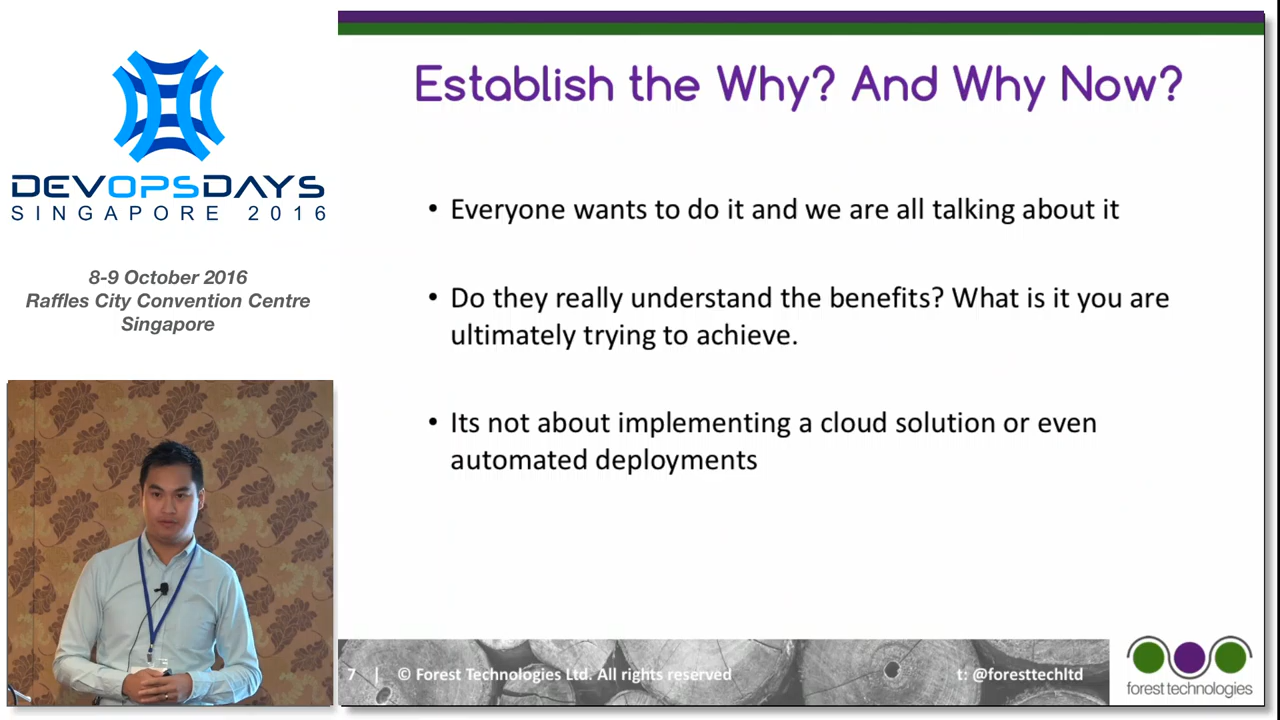 DEVOPSDAYS
SINGAPORE 2016
8-9 October 2016
Raffles City Convention Centre
Singapore
Establish the Why? And Why Now?
• Everyone wants to do it and we are all talking about it
• Do they really understand the benefits? What is it you are
ultimately trying to achieve.
• Its not about implementing a cloud solution or even
automated deployments
7 | © Forest Technologies Ltd. All rights reserved
t: @foresttechltd
forest technologies